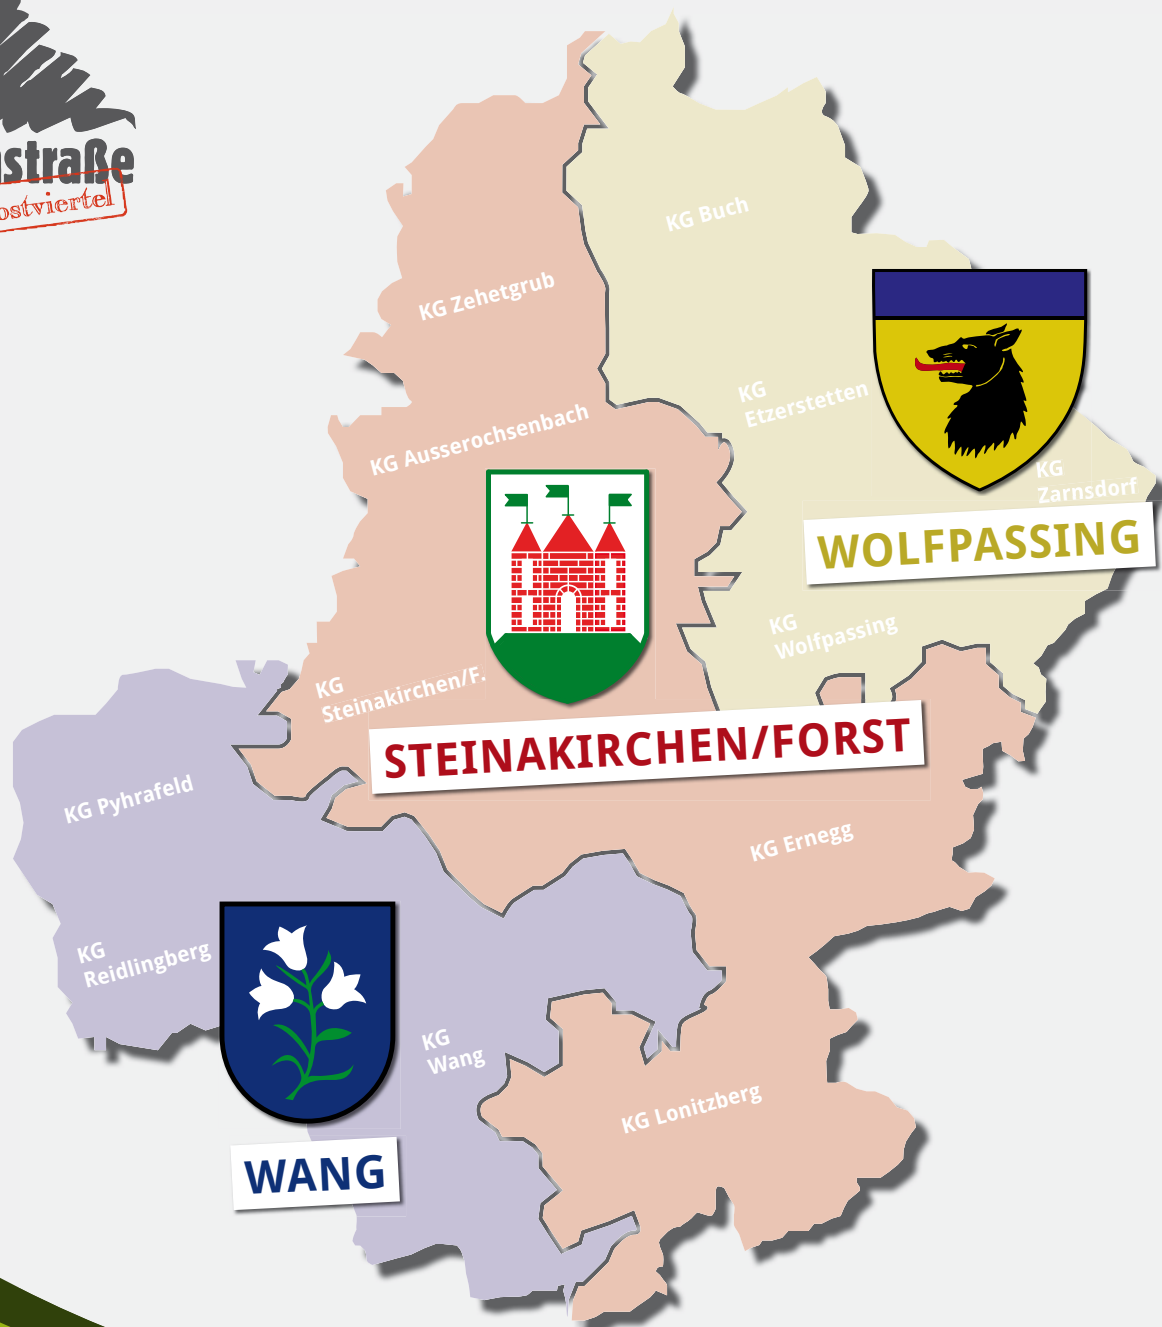 straße
ostviertel
KG Buch
KG Zehetgrub
KG
Etzerstetten
KG Ausserochsenbach
KG
Zarnsdorf
WOLFPASSING
KG
Wolfpassing
KG
Steinakirchen/F.
STEINAKIRCHEN/FORST
KG Pyhrafeld
KG Ernegg
KG
Reidlingberg
KG
Wang
KG Lonitzberg
WANG